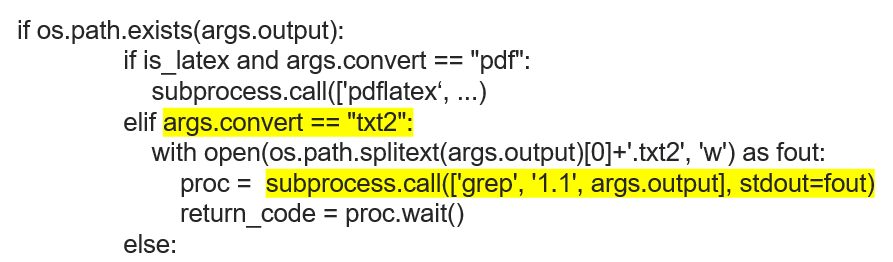 if os.path.exists(args.output):
if is_latex and args.convert == "pdf":
subprocess.call(['pdflatex‘, ...)
elif args.convert == "txt2":
with open(os.path.splitext(args.output)[0]+'.txt2', 'w') as fout:
proc =  subprocess.call(['grep', '1.1', args.output], stdout=fout)
return_code = proc.wait()
else: